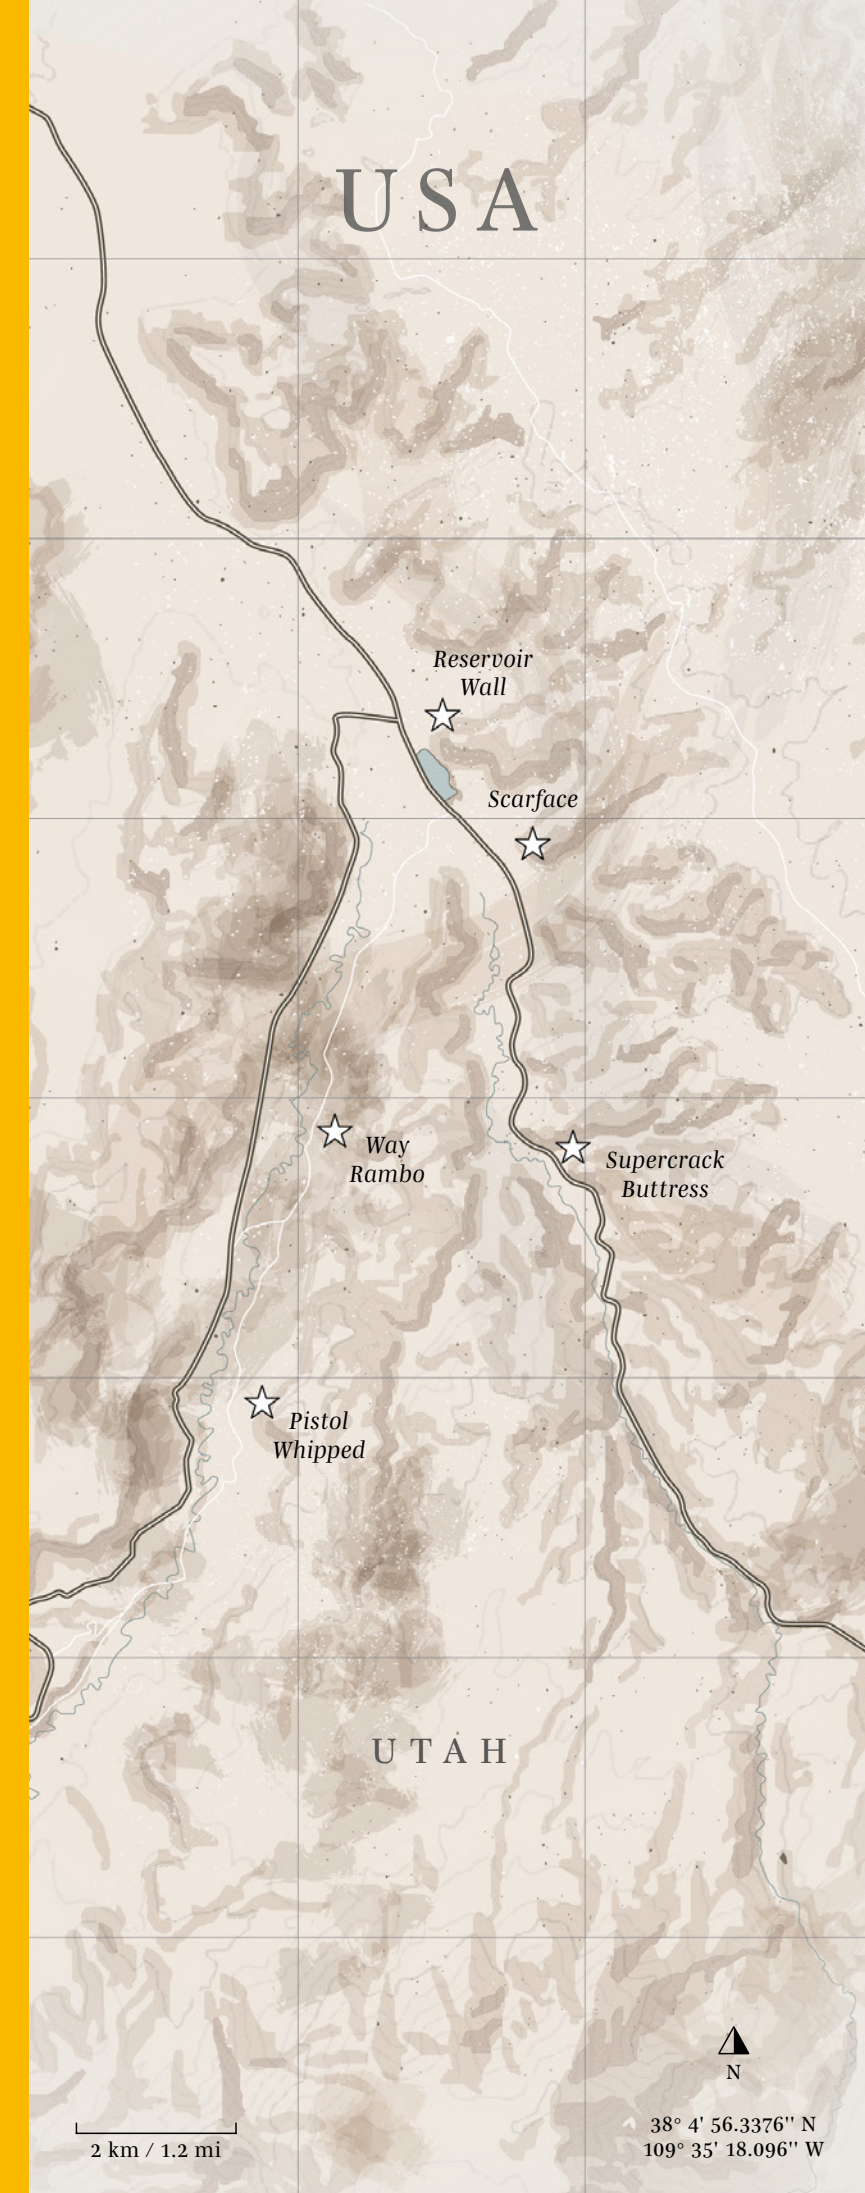 USA
Reservoir
Wall
Scarface
Way
Rambo
Supercrack
Buttress
Pistol
Whipped
UTAH
N
38° 4' 56.3376'' N
109° 35' 18.096'' W
2 km / 1.2 mi